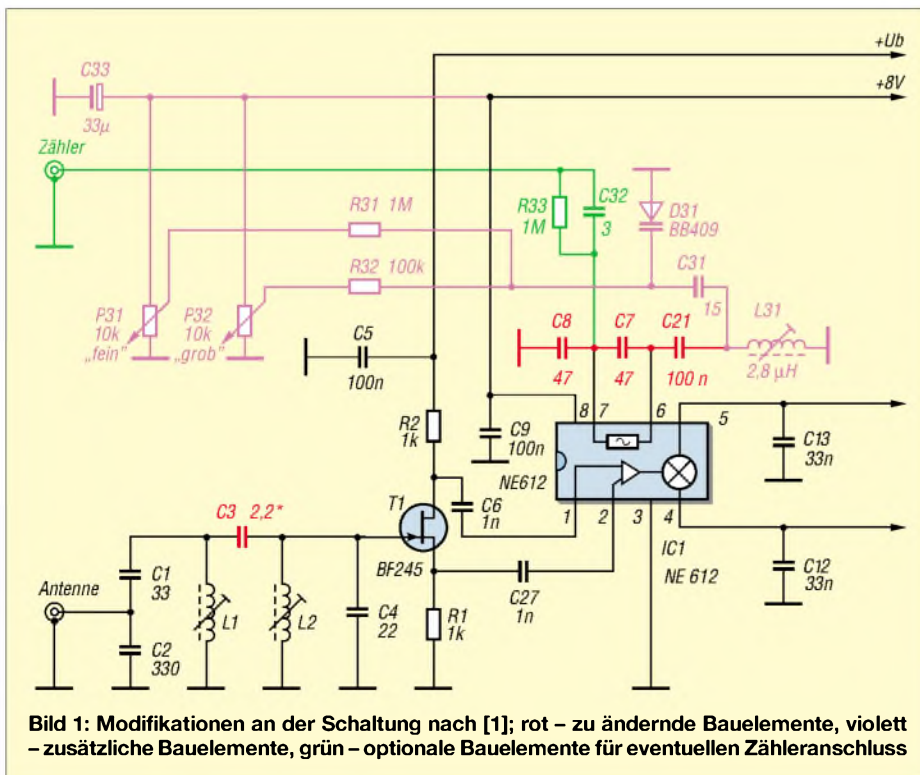 +Ub
C33
+8V
33µ
Zähler
R31 1M
R33
1M
C32
3
D31
BB409
R32 100k
C31
15
P31
10k
„fein"
P32
10k
„grob"
C5
100n
C8
47
C7
47
C21
100 n
L31
2,8 µH
R2
1k
C9
100n
8
7
6
5
NE612
C13
33n
C3 2,2*
T1
C6
1n
1
2
3
4
IC1
NE 612
BF245
Antenne
C1
33
L1
L2
C4
22
C27
1n
C12
33n
C2
330
R1
1k
Bild 1: Modifikationen an der Schaltung nach [1]; rot – zu ändernde Bauelemente, violett
– zusätzliche Bauelemente, grün – optionale Bauelemente für eventuellen Zähleranschluss